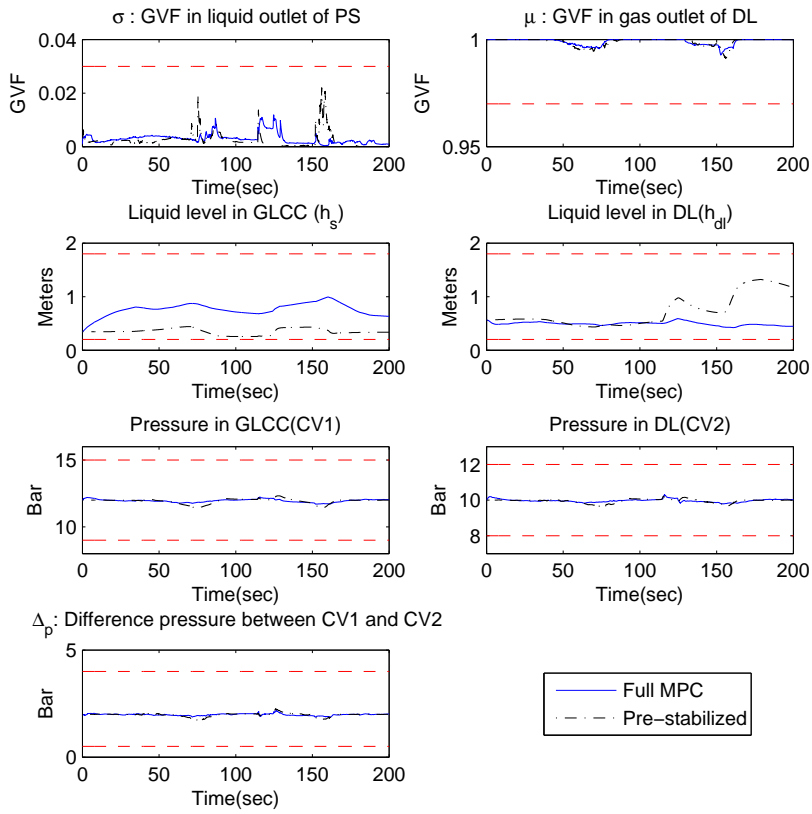 σ : GVF in liquid outlet of PS
0.04
0.02
0
GVF
0 50 100 150 200
Time(sec)
μ : GVF in gas outlet of DL
1
0.95
GVF
0 50 100 150 200
Time(sec)
Liquid level in GLCC (h_s)
2
1
0
Meters
0 50 100 150 200
Time(sec)
Liquid level in DL(h_dl)
2
1
0
Meters
0 50 100 150 200
Time(sec)
Pressure in GLCC(CV1)
15
10
Bar
0 50 100 150 200
Time(sec)
Pressure in DL(CV2)
12
10
8
Bar
0 50 100 150 200
Time(sec)
Δ_p: Difference pressure between CV1 and CV2
5
0
Bar
0 50 100 150 200
Time(sec)
Full MPC
Pre−stabilized